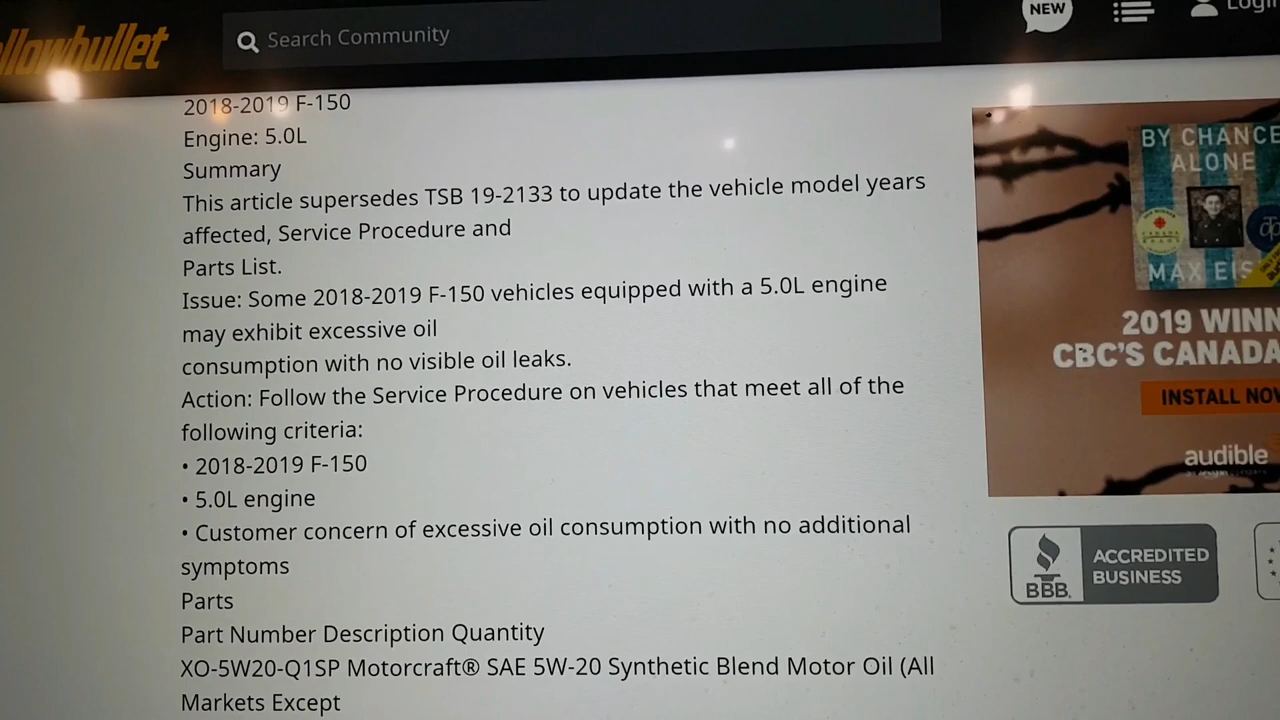 llowbullet
Search Community
NEW
Login
2018-2019 F-150
Engine: 5.0L
Summary
This article supersedes TSB 19-2133 to update the vehicle model years
affected, Service Procedure and
Parts List.
Issue: Some 2018-2019 F-150 vehicles equipped with a 5.0L engine
may exhibit excessive oil
consumption with no visible oil leaks.
Action: Follow the Service Procedure on vehicles that meet all of the
following criteria:
• 2018-2019 F-150
• 5.0L engine
• Customer concern of excessive oil consumption with no additional
symptoms
Parts
Part Number Description Quantity
XO-5W20-Q1SP Motorcraft® SAE 5W-20 Synthetic Blend Motor Oil (All
Markets Except
BY CHANCE
ALONE
MAX EIS
2019 WINN
CBC'S CANADA
INSTALL NOW
audible
BBB.
ACCREDITED
BUSINESS